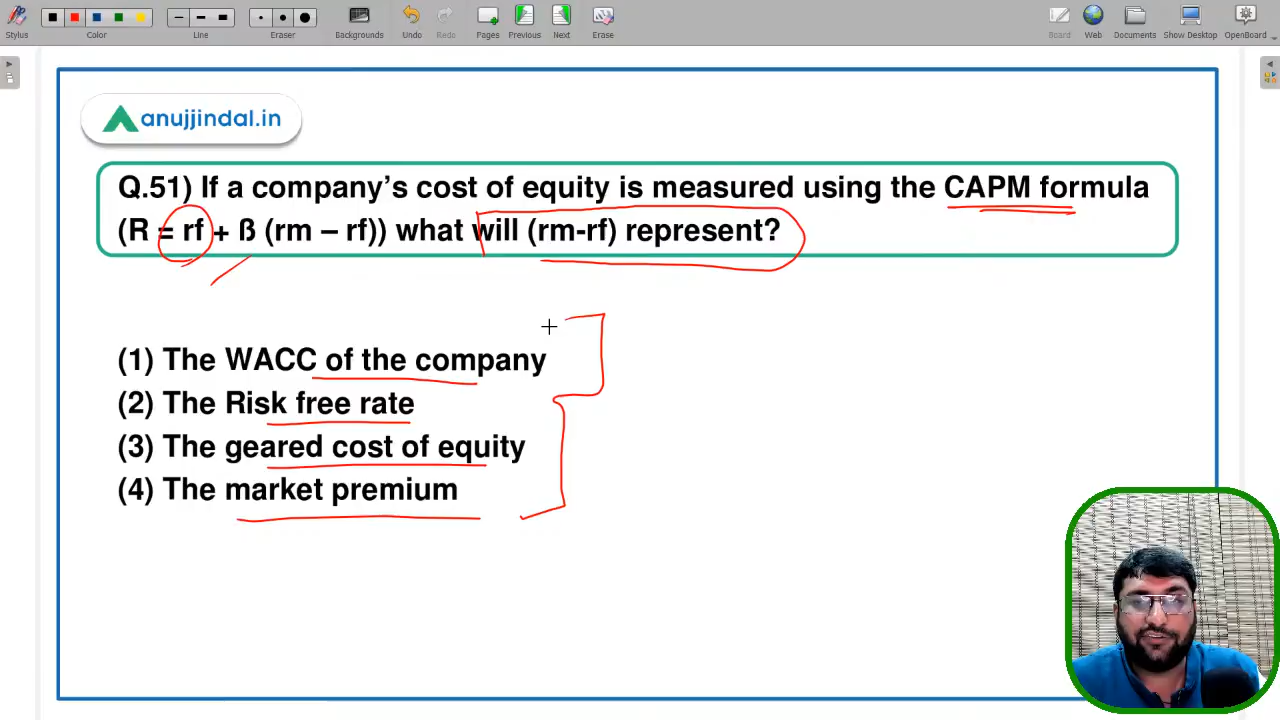 Stylus
Color
Line
Eraser
Backgrounds
Undo
Redo
Pages
Previous
Next
Erase
Board
Web
Documents
Show Desktop
OpenBoard
anujjindal.in
Q.51) If a company’s cost of equity is measured using the CAPM formula
(R = rf + ß (rm – rf)) what will (rm-rf) represent?
(1) The WACC of the company
(2) The Risk free rate
(3) The geared cost of equity
(4) The market premium